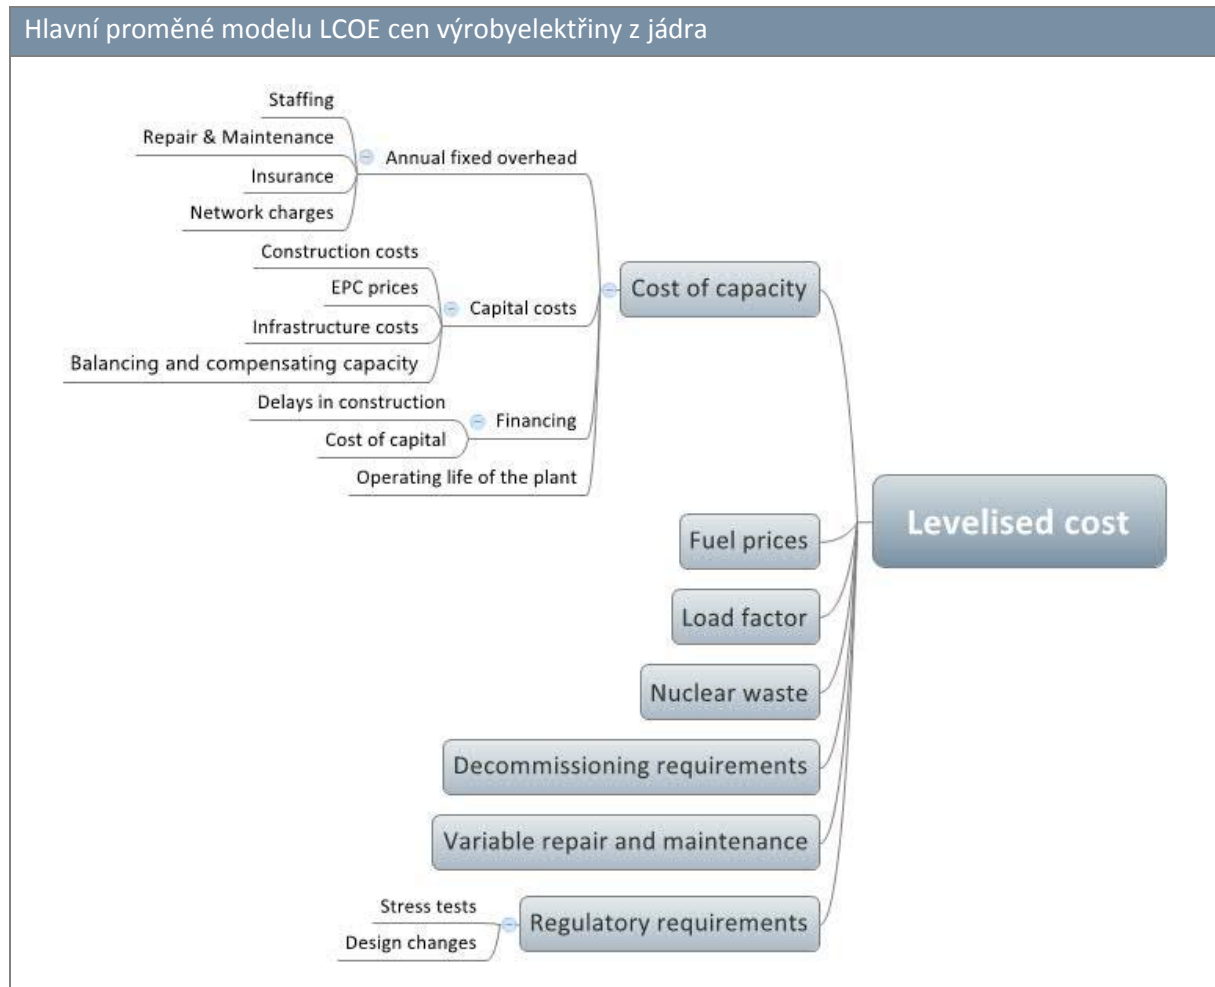 Hlavní proměné modelu LCOE cen výrobyelektřiny z jádra
Staffing
Repair & Maintenance
Insurance
Network charges
Annual fixed overhead
Construction costs
EPC prices
Infrastructure costs
Balancing and compensating capacity
Capital costs
Delays in construction
Cost of capital
Financing
Operating life of the plant
Cost of capacity
Fuel prices
Load factor
Nuclear waste
Decommissioning requirements
Variable repair and maintenance
Stress tests
Design changes
Regulatory requirements
Levelised cost